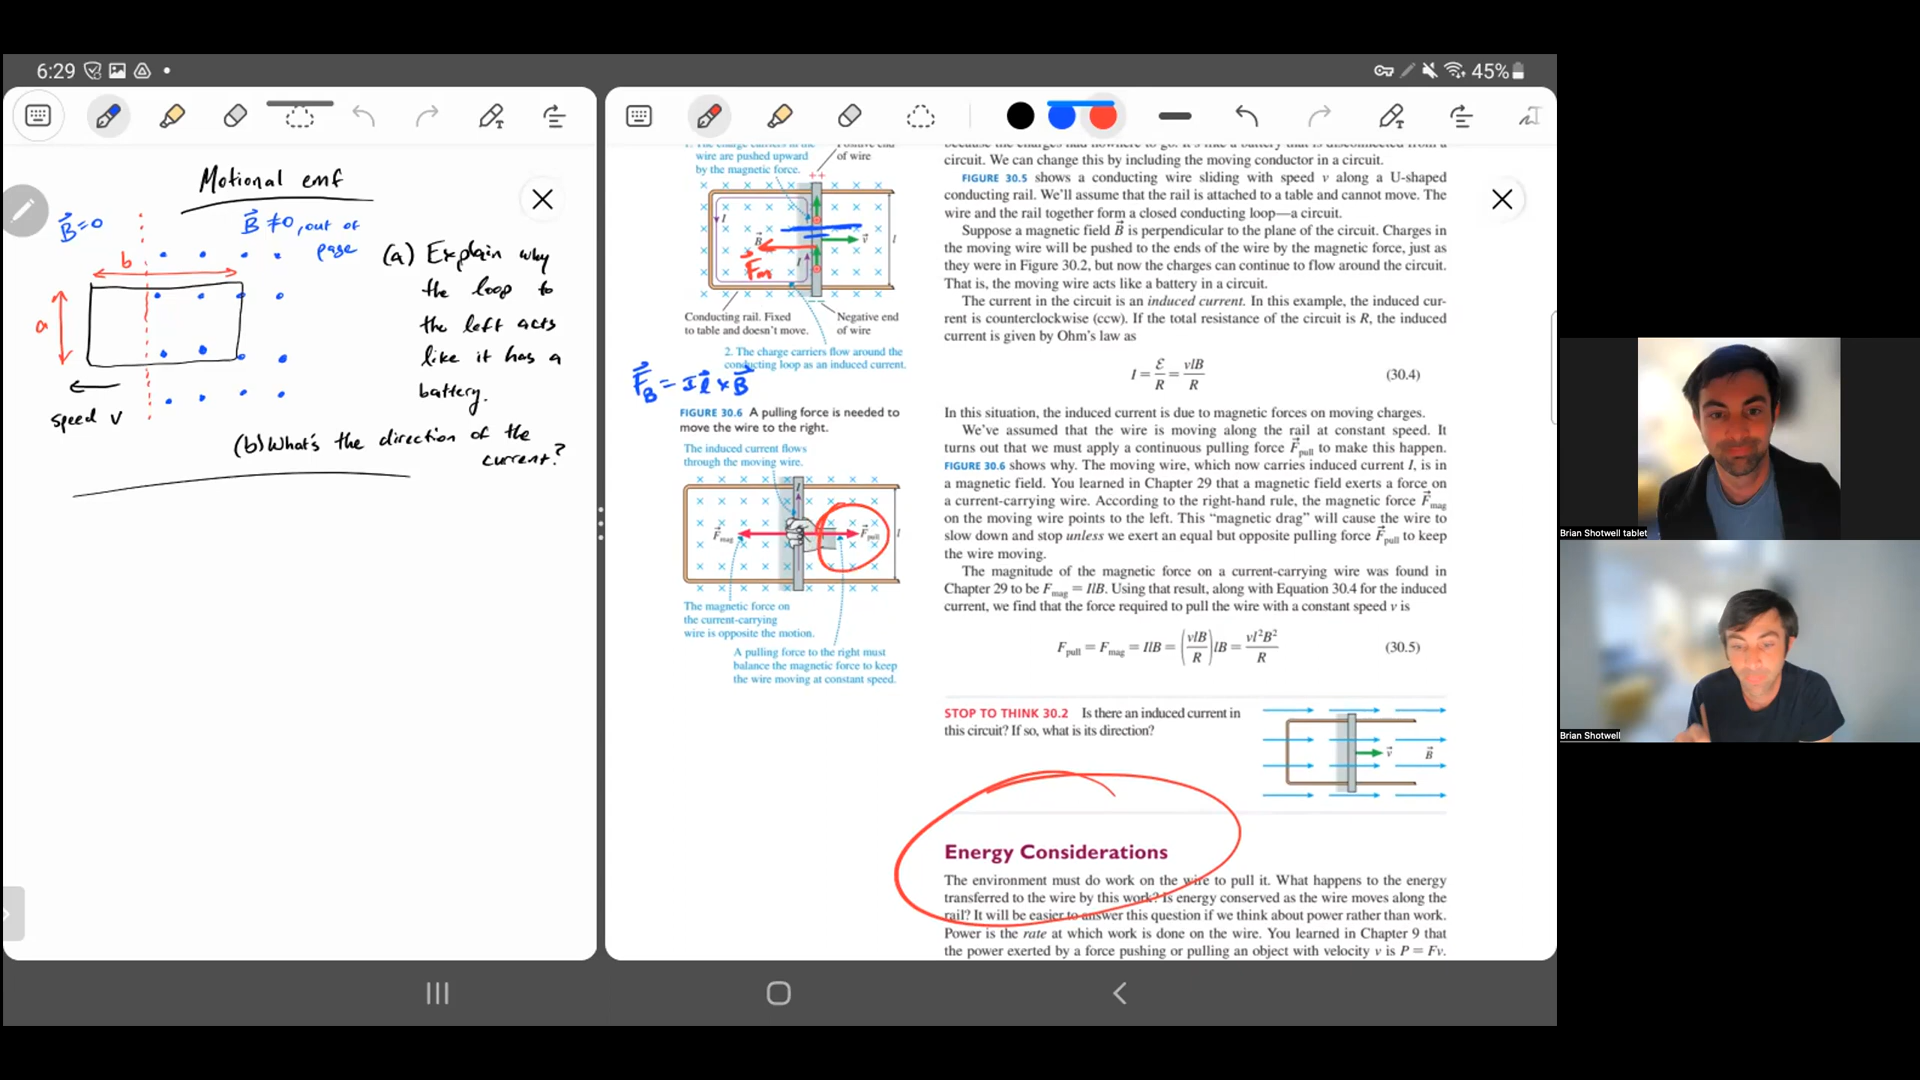 6:29
45%
Motional emf
B⃗=0
B⃗ ≠0, out of
page
b
a
speed v
(a) Explain why
the loop to
the left acts
like it has a
battery.
(b) What's the direction of the
current?
wire are pushed upward
by the magnetic force.
Positive end
of wire
++
I
B⃗
v⃗
l
F⃗m
I
Conducting rail. Fixed
to table and doesn't move.
Negative end
of wire
2. The charge carriers flow around the
conducting loop as an induced current.
F⃗B = I l⃗ × B⃗
FIGURE 30.6 A pulling force is needed to
move the wire to the right.
The induced current flows
through the moving wire.
I
F⃗mag
F⃗pull
l
The magnetic force on
the current-carrying
wire is opposite the motion.
A pulling force to the right must
balance the magnetic force to keep
the wire moving at constant speed.
circuit. We can change this by including the moving conductor in a circuit.
FIGURE 30.5 shows a conducting wire sliding with speed v along a U-shaped
conducting rail. We'll assume that the rail is attached to a table and cannot move. The
wire and the rail together form a closed conducting loop—a circuit.
Suppose a magnetic field B⃗ is perpendicular to the plane of the circuit. Charges in
the moving wire will be pushed to the ends of the wire by the magnetic force, just as
they were in Figure 30.2, but now the charges can continue to flow around the circuit.
That is, the moving wire acts like a battery in a circuit.
The current in the circuit is an induced current. In this example, the induced cur-
rent is counterclockwise (ccw). If the total resistance of the circuit is R, the induced
current is given by Ohm's law as
I = ℰ/R = vlB/R (30.4)
In this situation, the induced current is due to magnetic forces on moving charges.
We've assumed that the wire is moving along the rail at constant speed. It
turns out that we must apply a continuous pulling force F⃗pull to make this happen.
FIGURE 30.6 shows why. The moving wire, which now carries induced current I, is in
a magnetic field. You learned in Chapter 29 that a magnetic field exerts a force on
a current-carrying wire. According to the right-hand rule, the magnetic force F⃗mag
on the moving wire points to the left. This “magnetic drag” will cause the wire to
slow down and stop unless we exert an equal but opposite pulling force F⃗pull to keep
the wire moving.
The magnitude of the magnetic force on a current-carrying wire was found in
Chapter 29 to be Fmag = IlB. Using that result, along with Equation 30.4 for the induced
current, we find that the force required to pull the wire with a constant speed v is
Fpull = Fmag = IlB = (vlB/R)lB = vl²B²/R (30.5)
STOP TO THINK 30.2 Is there an induced current in
this circuit? If so, what is its direction?
v⃗
B⃗
Energy Considerations
The environment must do work on the wire to pull it. What happens to the energy
transferred to the wire by this work? Is energy conserved as the wire moves along the
rail? It will be easier to answer this question if we think about power rather than work.
Power is the rate at which work is done on the wire. You learned in Chapter 9 that
the power exerted by a force pushing or pulling an object with velocity v is P = Fv.
Brian Shotwell tablet
Brian Shotwell